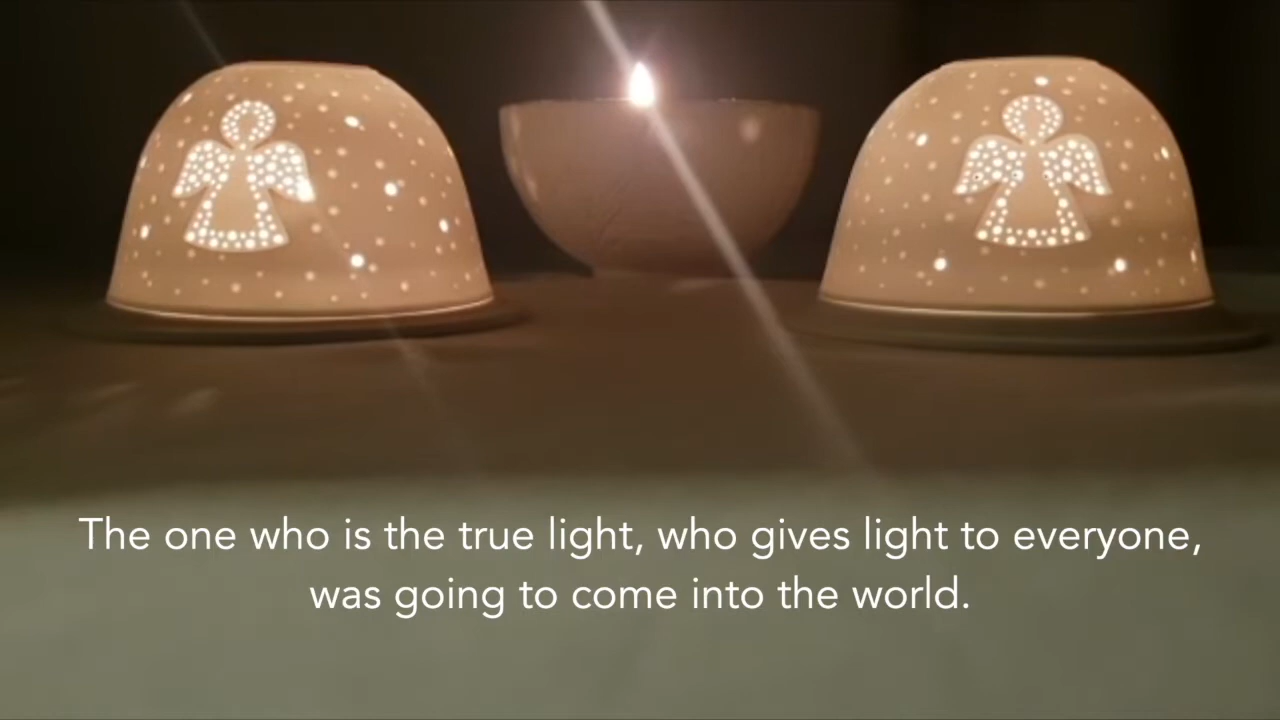 The one who is the true light, who gives light to everyone,
was going to come into the world.